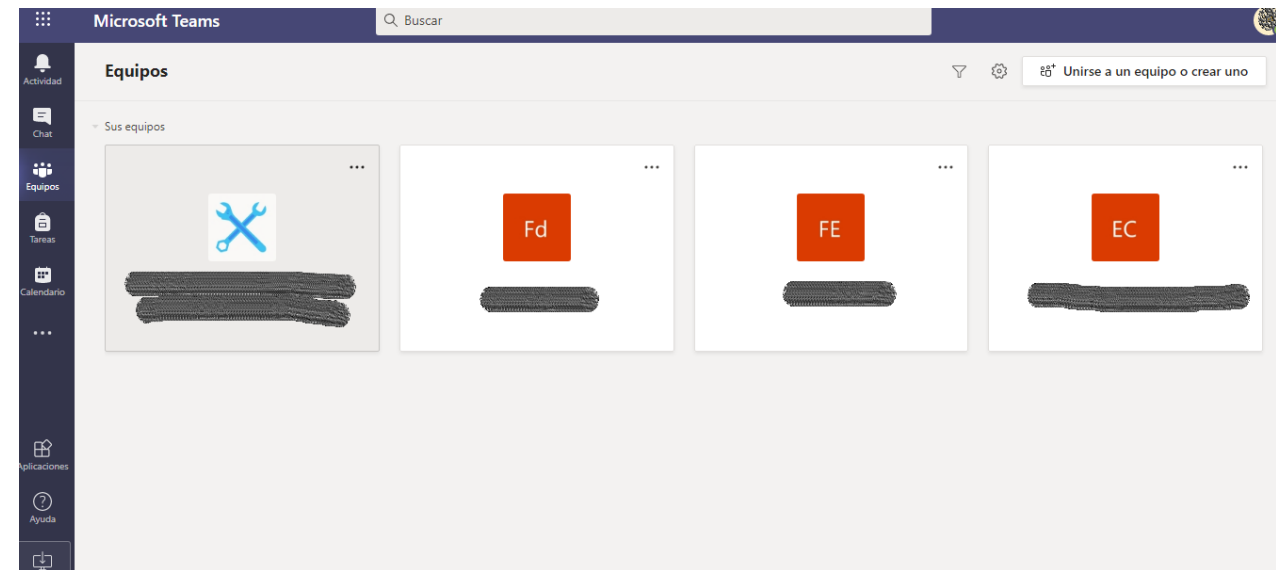 Microsoft Teams
Buscar
Actividad
Chat
Equipos
Tareas
Calendario
Aplicaciones
Ayuda
Equipos
Unirse a un equipo o crear uno
Sus equipos
Fd
FE
EC